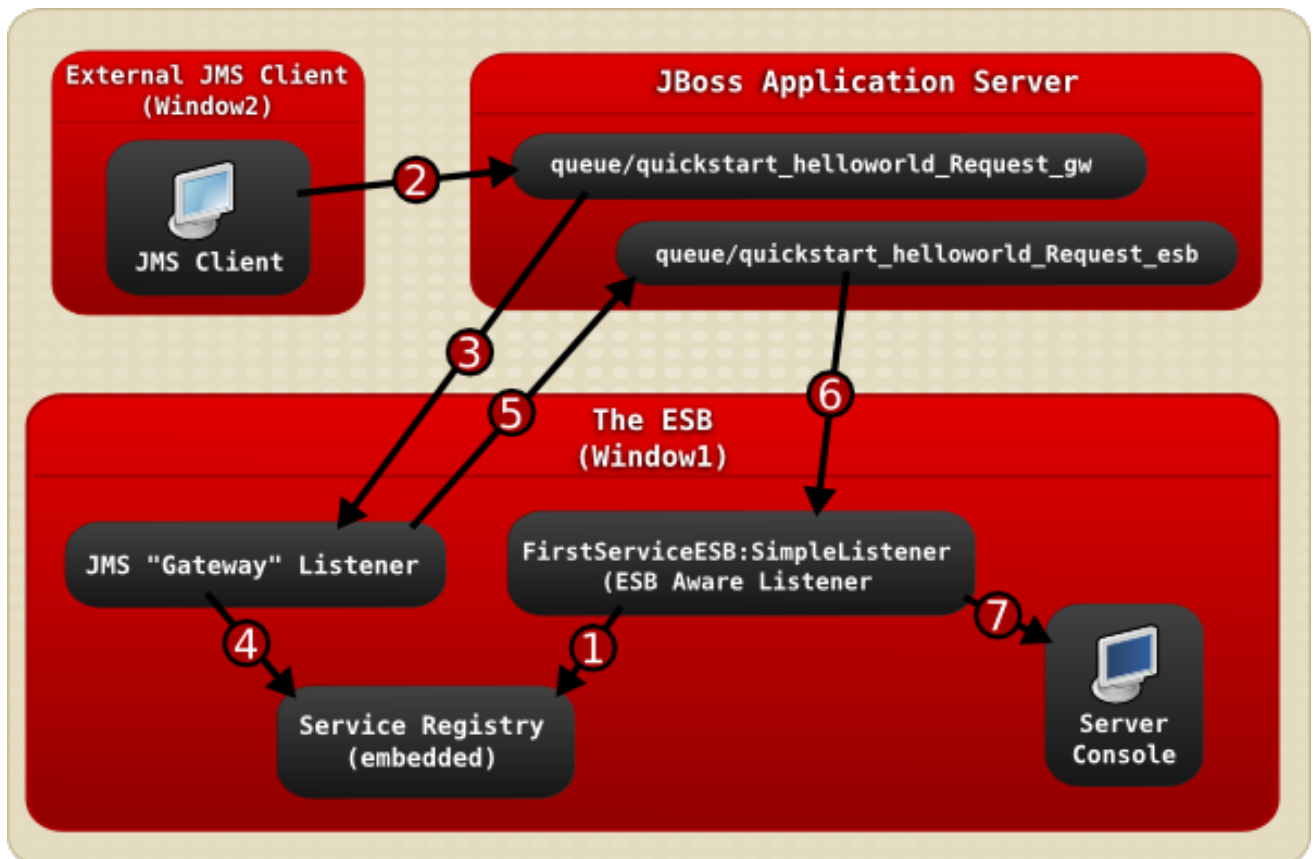 External JMS Client
(Window2)
JMS Client
JBoss Application Server
queue/quickstart_helloworld_Request_gw
queue/quickstart_helloworld_Request_esb
2
3
5
6
The ESB
(Window1)
JMS "Gateway" Listener
FirstServiceESB:SimpleListener
(ESB Aware Listener
4
1
7
Service Registry
(embedded)
Server
Console